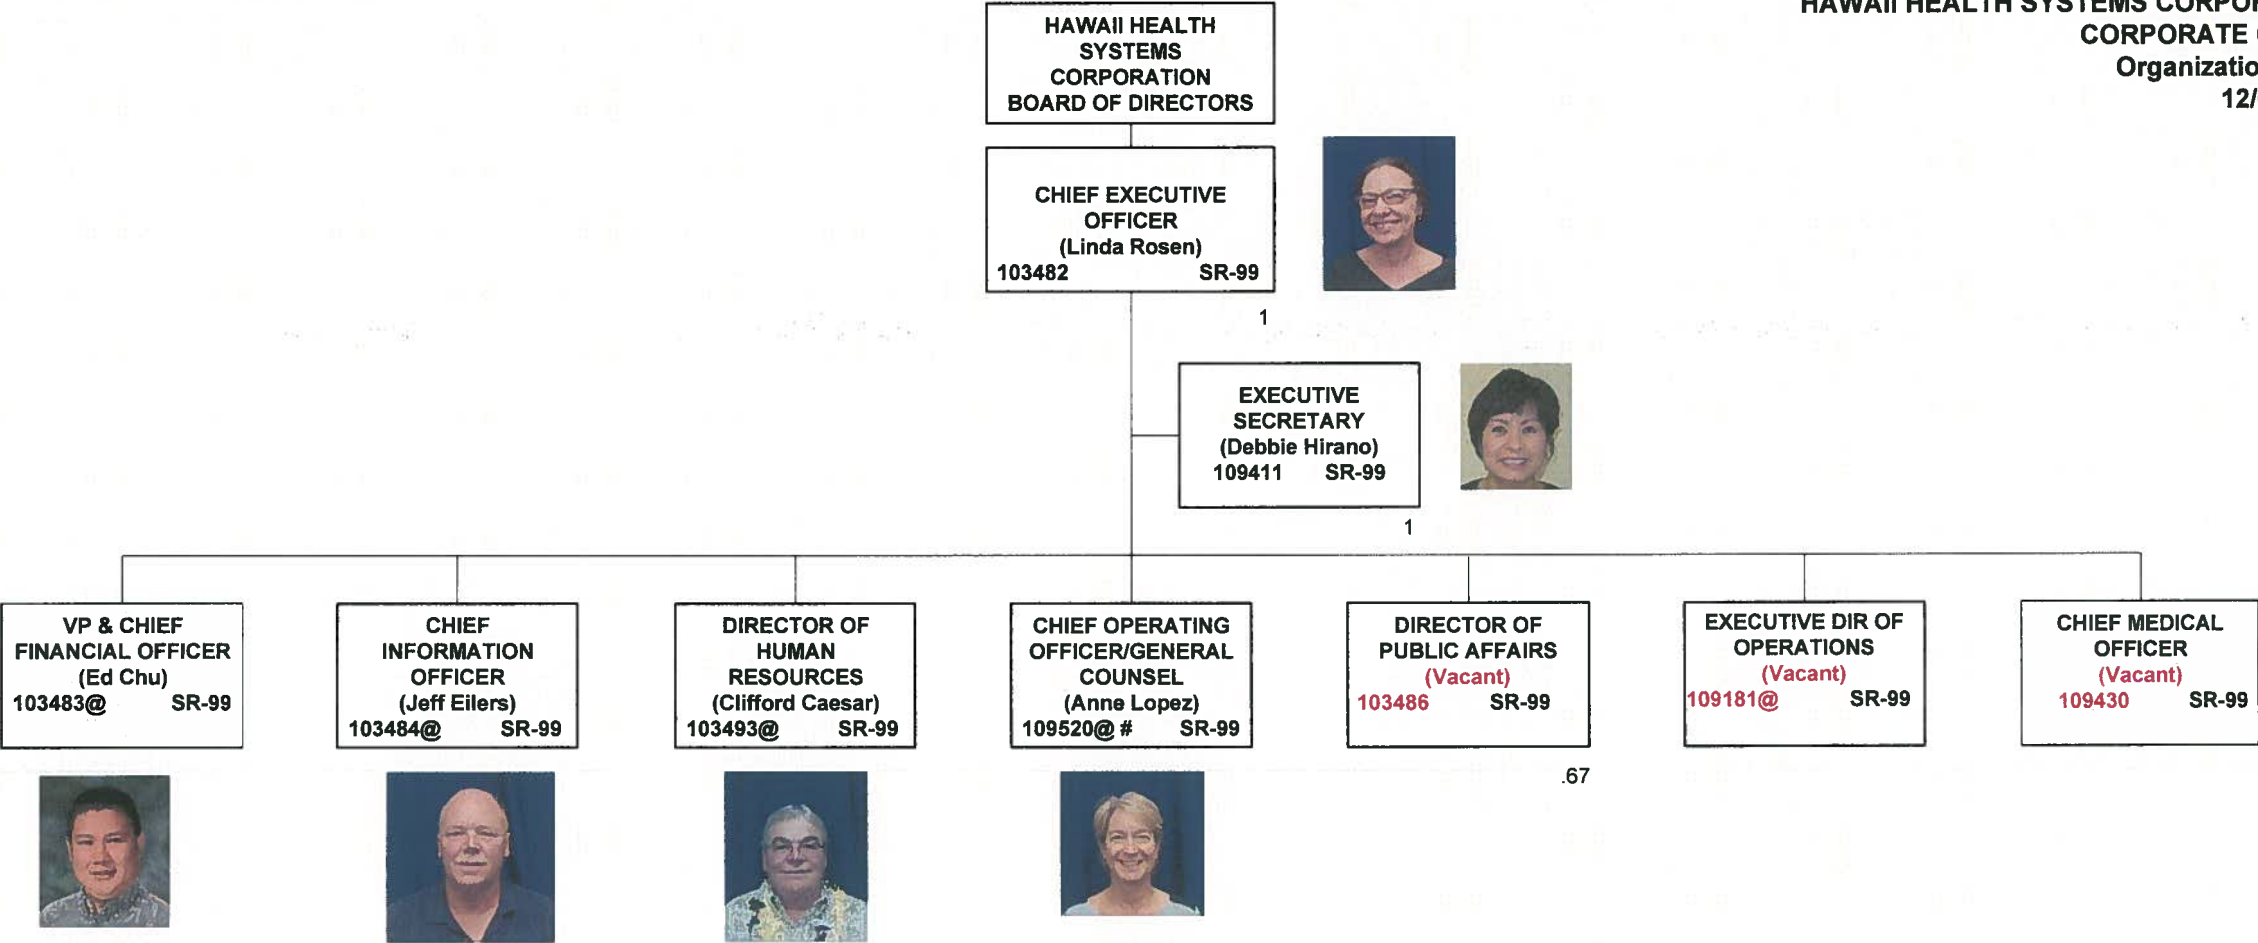 HAWAII HEALTH SYSTEMS
CORPORATE
Organizatio
12/
HAWAII HEALTH
SYSTEMS
CORPORATION
BOARD OF DIRECTORS
CHIEF EXECUTIVE
OFFICER
(Linda Rosen)
103482 SR-99
1
EXECUTIVE
SECRETARY
(Debbie Hirano)
109411 SR-99
1
VP & CHIEF
FINANCIAL OFFICER
(Ed Chu)
103483@ SR-99
CHIEF
INFORMATION
OFFICER
(Jeff Eilers)
103484@ SR-99
DIRECTOR OF
HUMAN
RESOURCES
(Clifford Caesar)
103493@ SR-99
CHIEF OPERATING
OFFICER/GENERAL
COUNSEL
(Anne Lopez)
109520@ # SR-99
DIRECTOR OF
PUBLIC AFFAIRS
(Vacant)
103486 SR-99
.67
EXECUTIVE DIR OF
OPERATIONS
(Vacant)
109181@ SR-99
CHIEF MEDICAL
OFFICER
(Vacant)
109430 SR-99